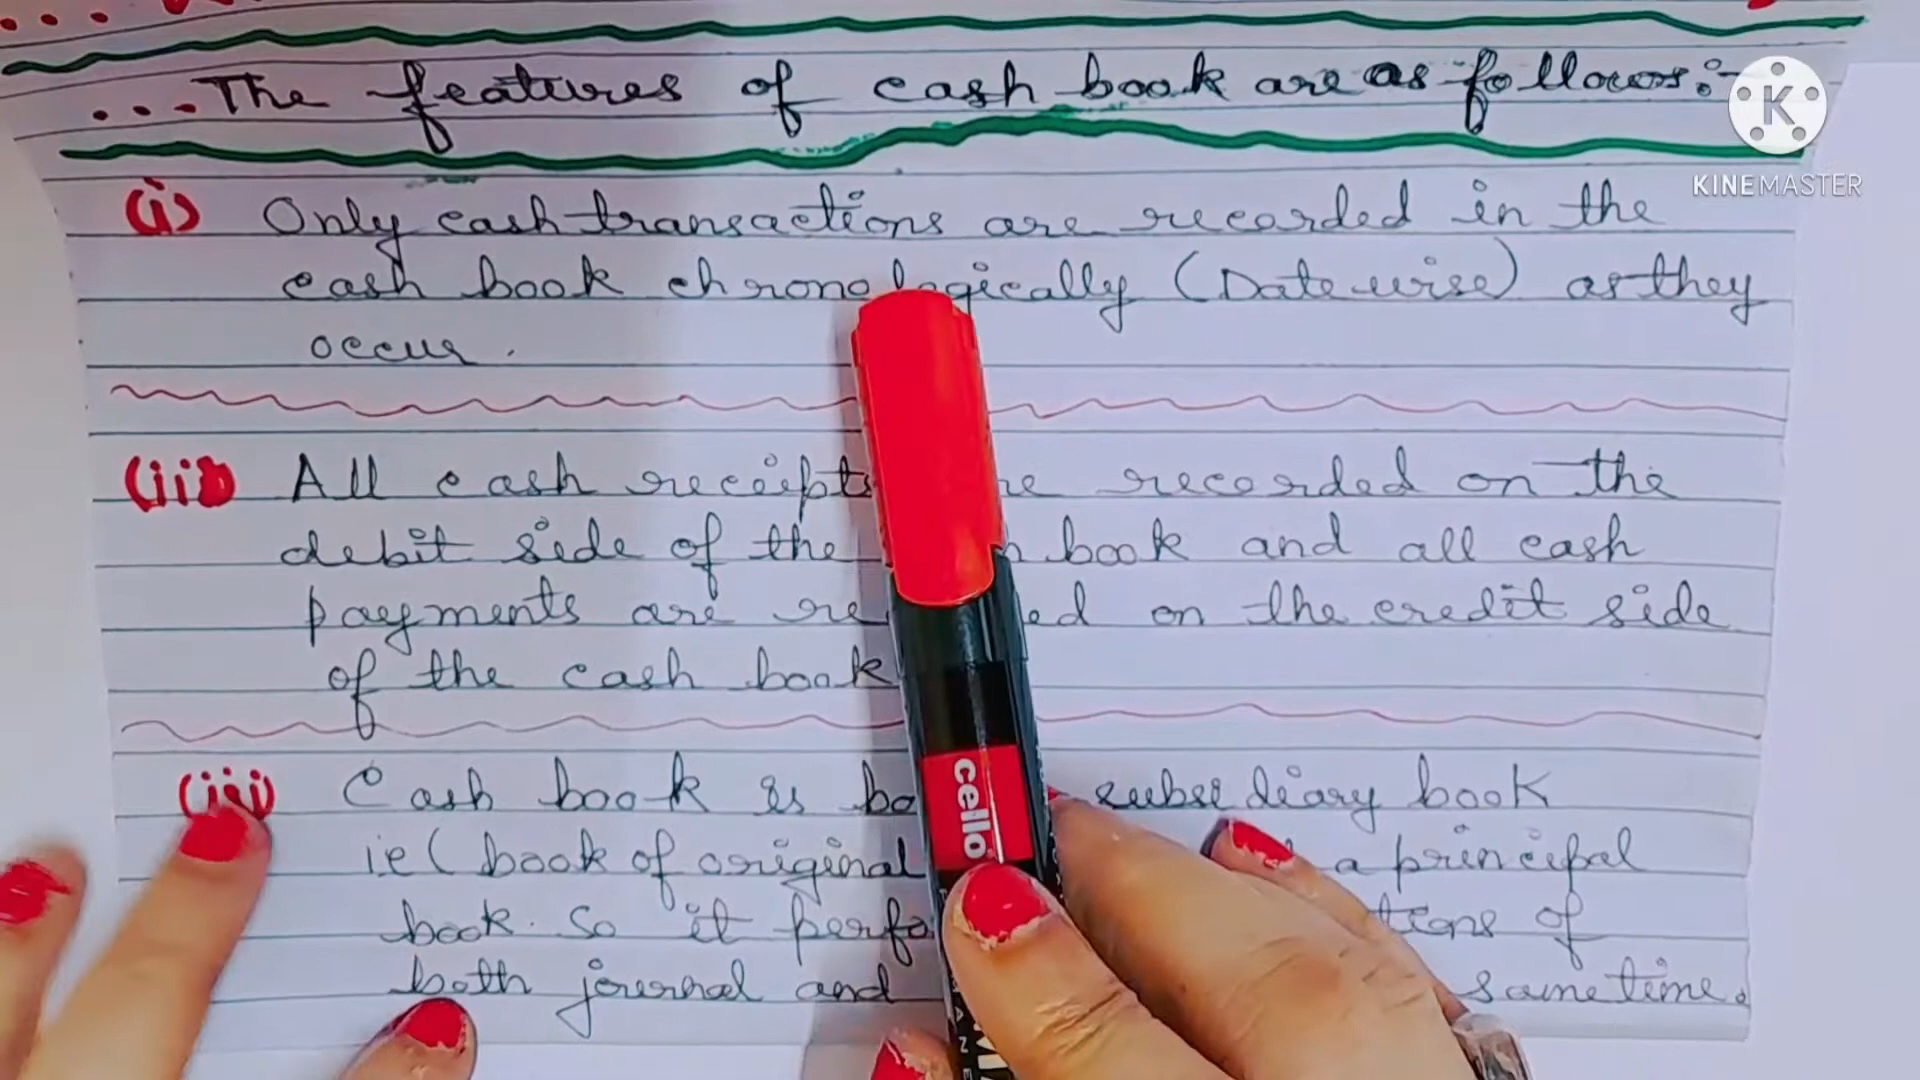 ... The features of cash book are as follows:-
KINEMASTER
(i) Only cash transactions are recorded in the
cash book chronologically (Date wise) as they
occur.
(ii) All cash receipts recorded on the
debit side of the book and all cash
payments are on the credit side
of the cash book
(iii) Cash book is subsidiary book
i.e (book of original a principal
book. So it of
both journal and same time.
cello